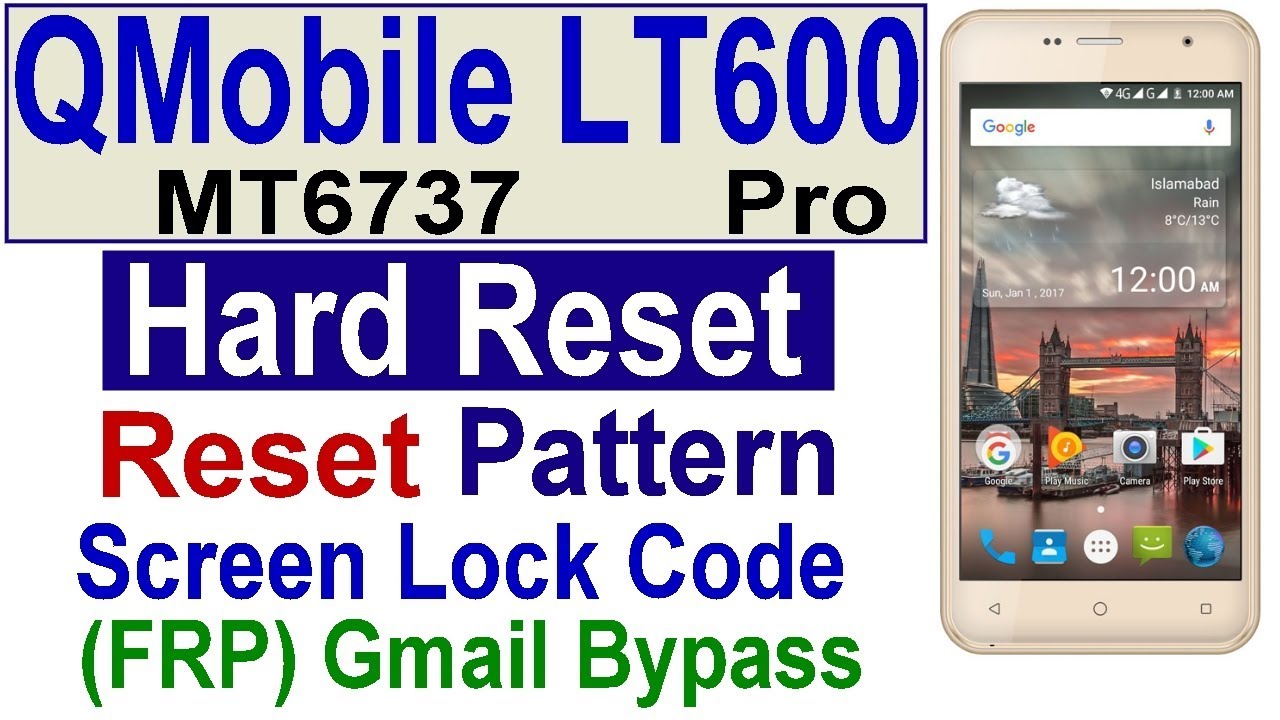 QMobile LT600
MT6737 Pro
Hard Reset
Reset Pattern
Screen Lock Code
(FRP) Gmail Bypass
4G G 12:00 AM
Google
Islamabad
Rain
8°C/13°C
12:00 AM
Sun, Jan 1 , 2017
Google Play Music Camera Play Store